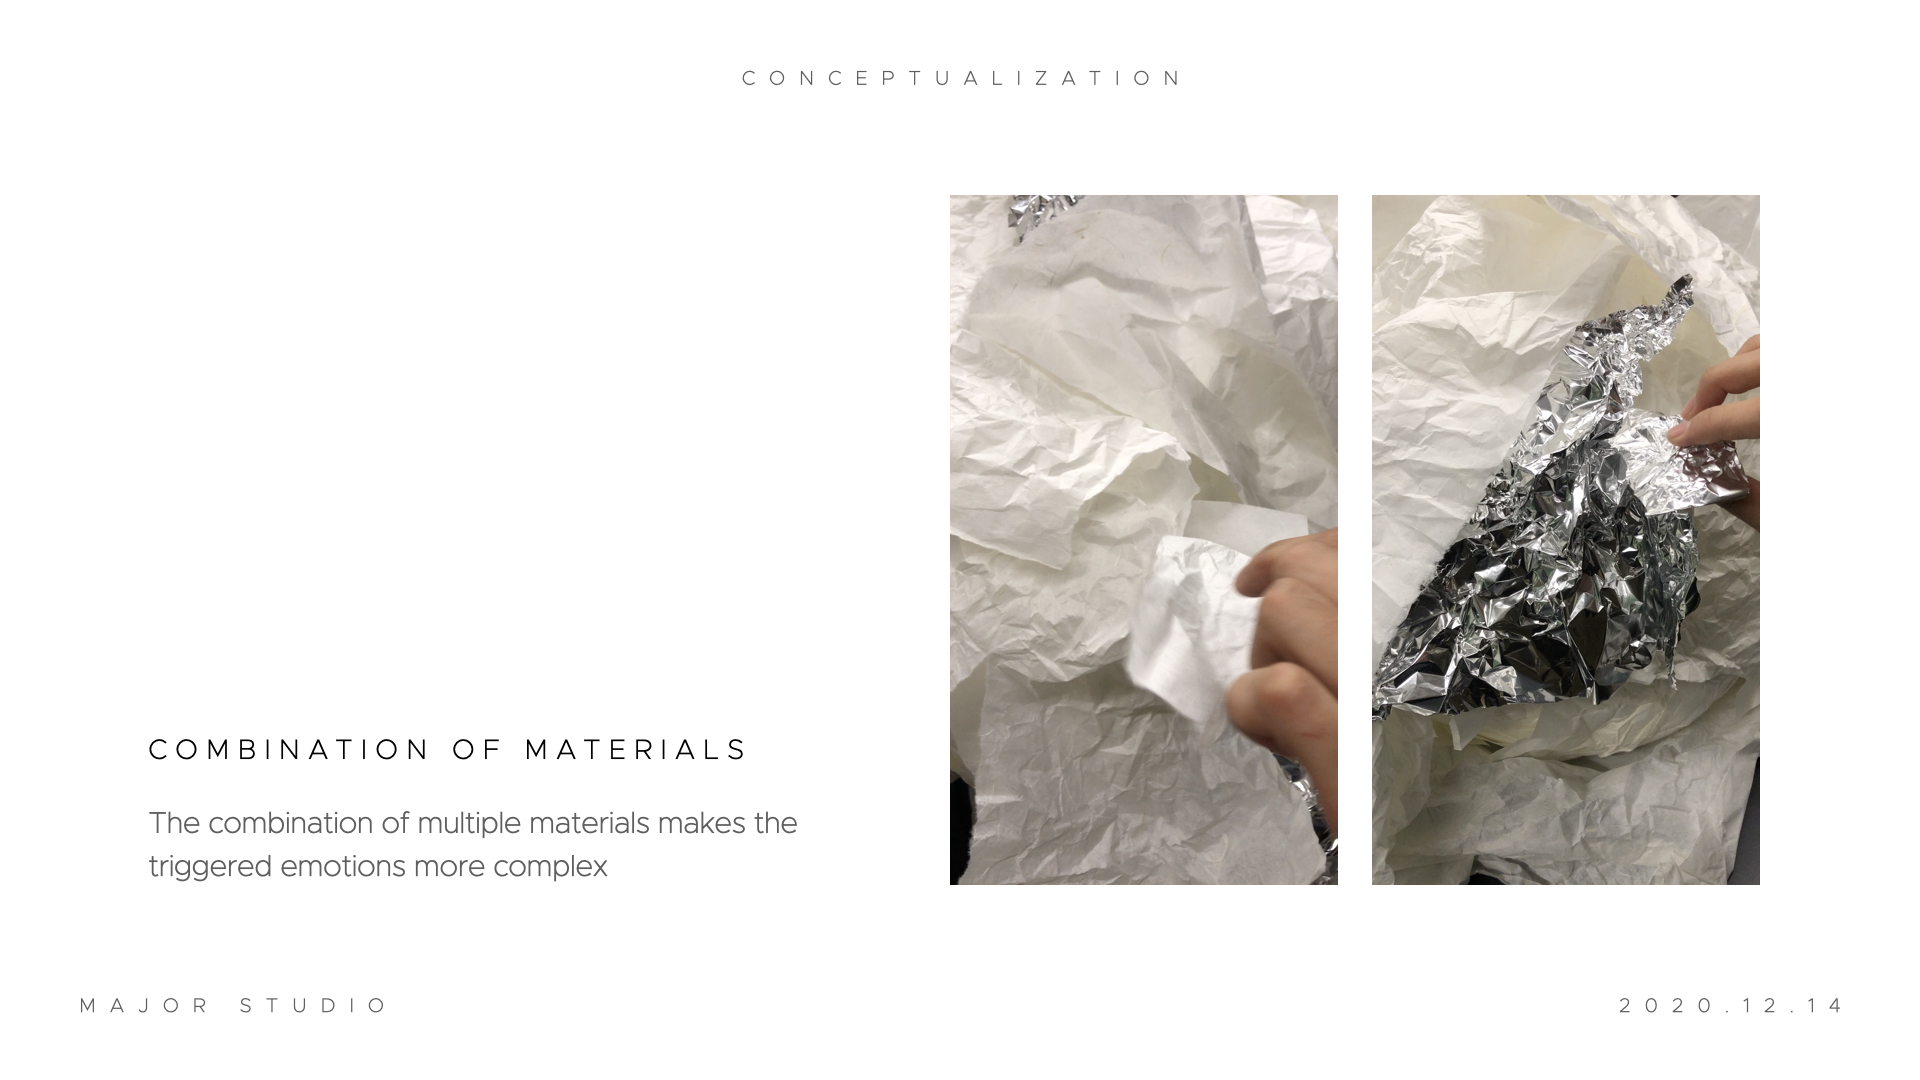 CONCEPTUALIZATION
COMBINATION OF MATERIALS
The combination of multiple materials makes the
triggered emotions more complex
MAJOR STUDIO
2020.12.14